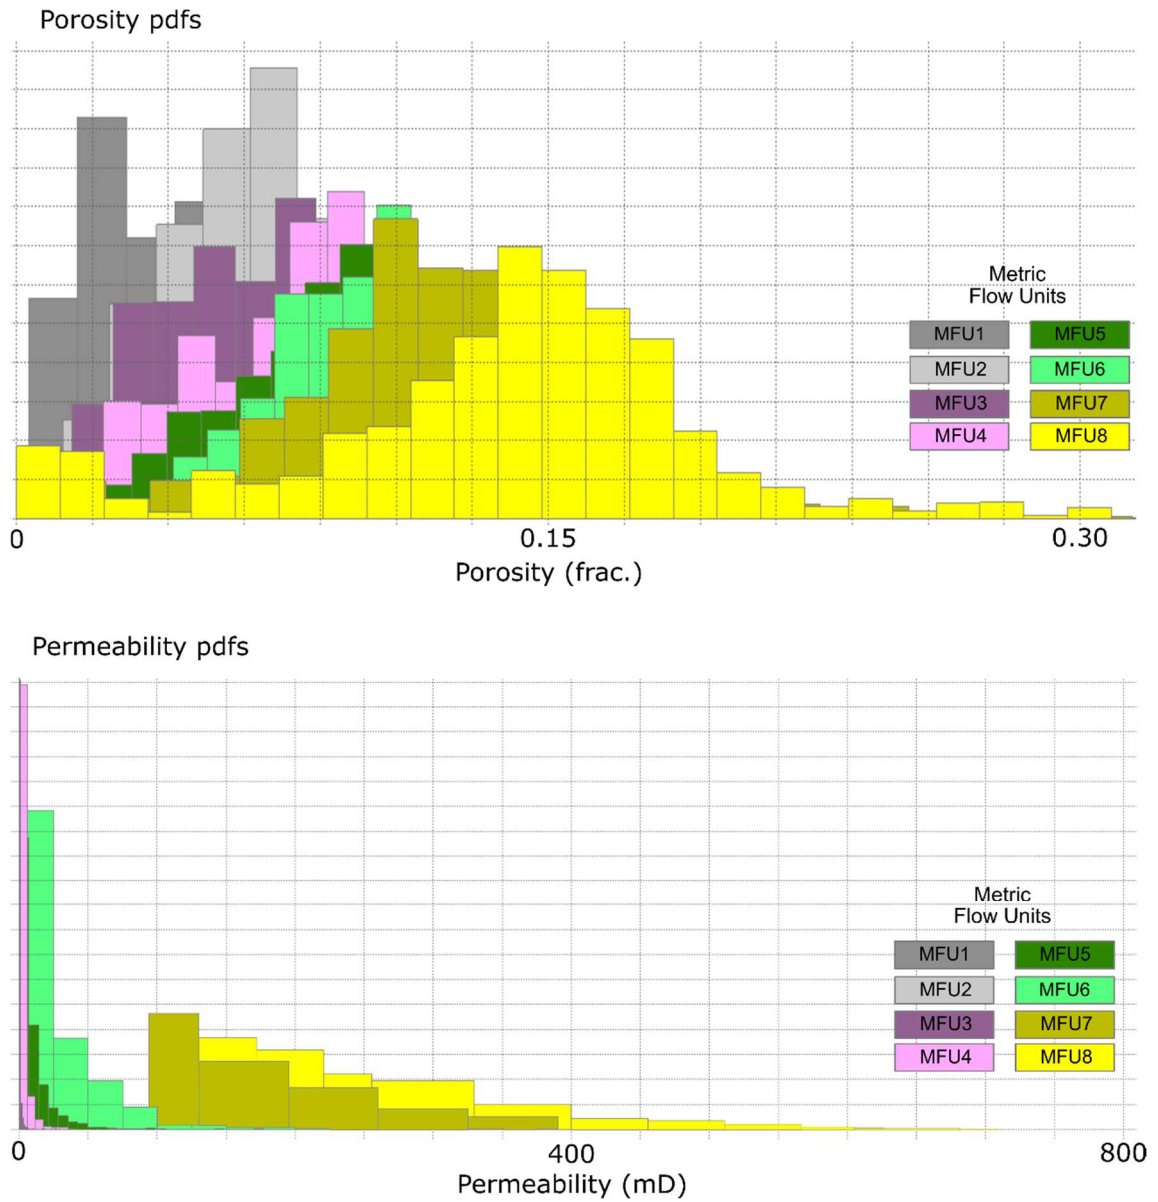 Porosity pdfs
Metric
Flow Units
MFU1 MFU5
MFU2 MFU6
MFU3 MFU7
MFU4 MFU8
0 0.15 0.30
Porosity (frac.)
Permeability pdfs
Metric
Flow Units
MFU1 MFU5
MFU2 MFU6
MFU3 MFU7
MFU4 MFU8
0 400 800
Permeability (mD)